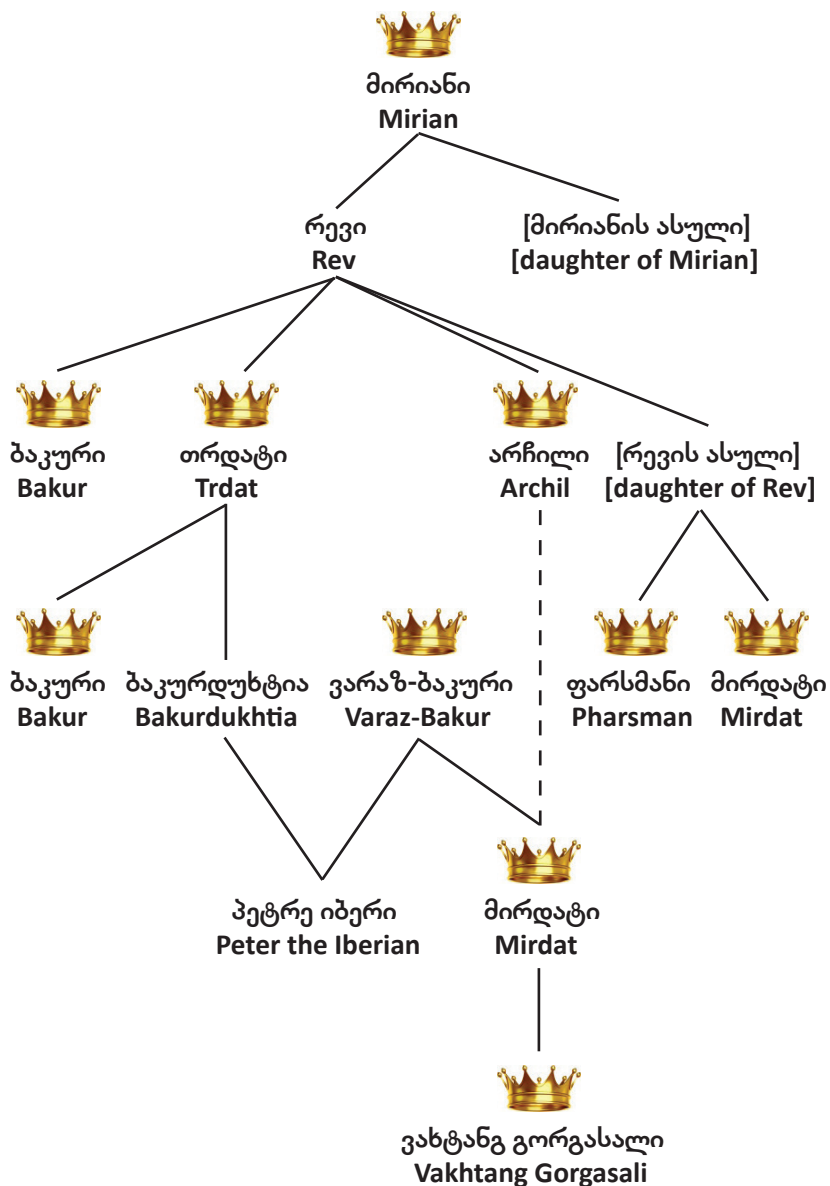 მირიანი
Mirian
რევი
Rev
[მირიანის ასული]
[daughter of Mirian]
ბაკური
Bakur
თრდატი
Trdat
არჩილი
Archil
[რევის ასული]
[daughter of Rev]
ბაკური
Bakur
ბაკურდუხტია
Bakurdukhtia
ვარაზ-ბაკური
Varaz-Bakur
ფარსმანი
Pharsman
მირდატი
Mirdat
პეტრე იბერი
Peter the Iberian
მირდატი
Mirdat
ვახტანგ გორგასალი
Vakhtang Gorgasali